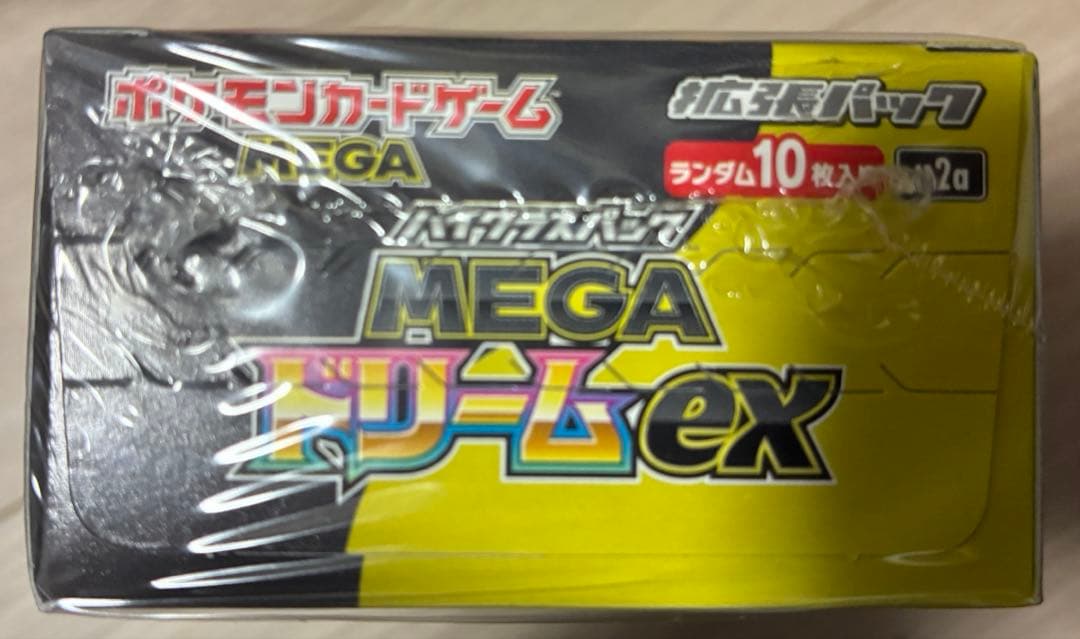 ポケモンカードゲーム
MEGA
拡張パック
ランダム10枚入り
2a
ハイクラスパック
MEGA
ドリームex